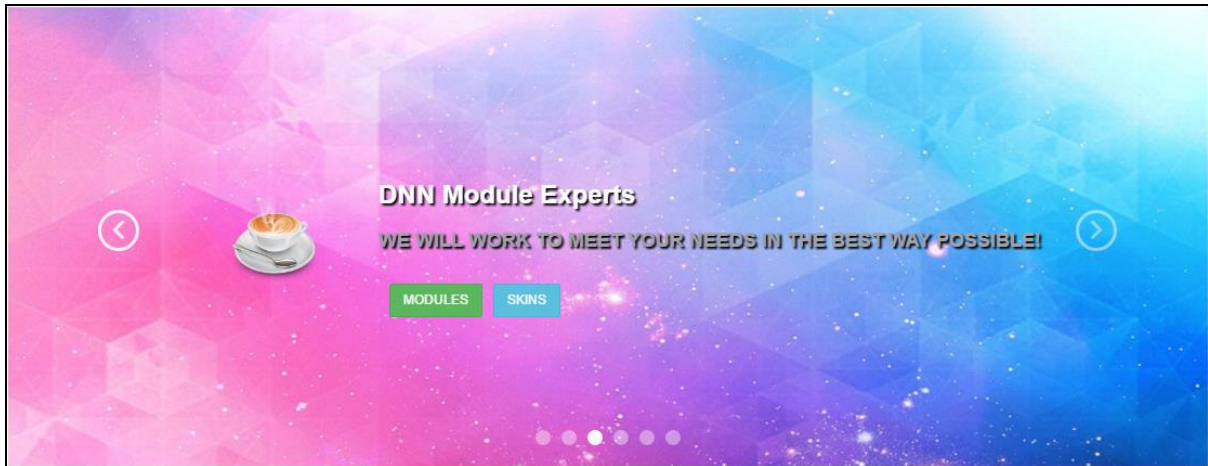 DNN Module Experts
WE WILL WORK TO MEET YOUR NEEDS IN THE BEST WAY POSSIBLE!
MODULES SKINS